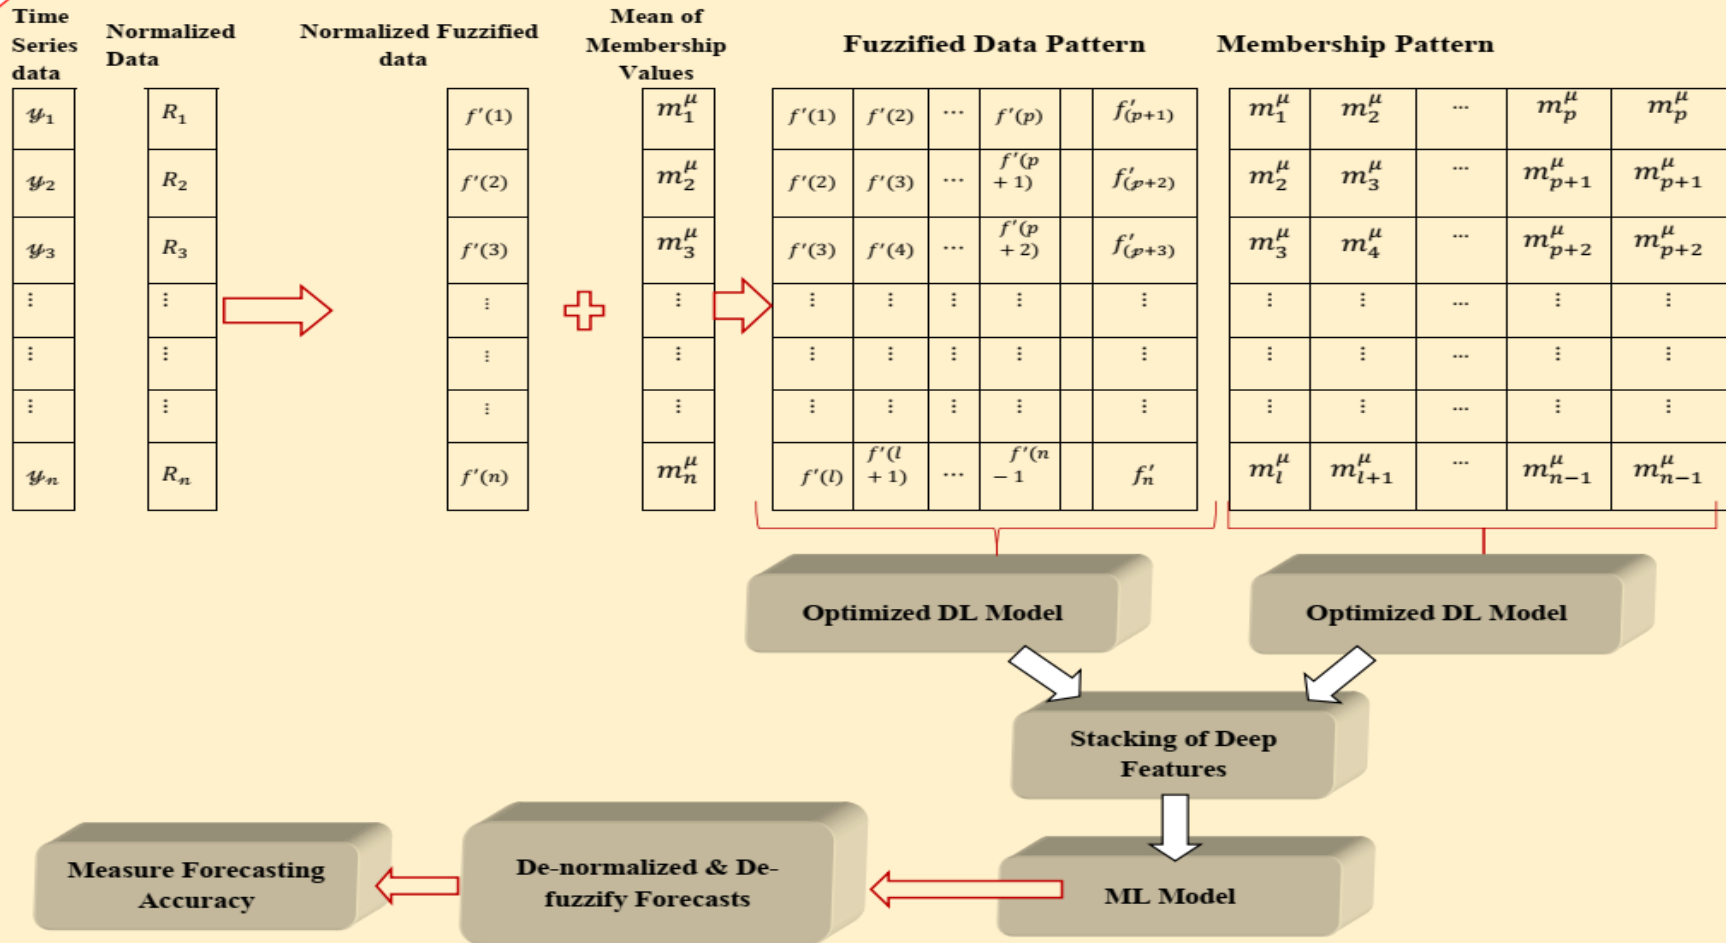 Time Series data
Normalized Data
Normalized Fuzzified data
Mean of Membership Values
Fuzzified Data Pattern
Membership Pattern
𝓎₁ R₁ f′(1) m₁^μ f′(1) f′(2) ⋯ f′(p) f′₍ₚ₊₁₎ m₁^μ m₂^μ ... m_p^μ m_p^μ
𝓎₂ R₂ f′(2) m₂^μ f′(2) f′(3) ⋯ f′(p + 1) f′₍ₚ₊₂₎ m₂^μ m₃^μ ... m_{p+1}^μ m_{p+1}^μ
𝓎₃ R₃ f′(3) m₃^μ f′(3) f′(4) ⋯ f′(p + 2) f′₍ₚ₊₃₎ m₃^μ m₄^μ ... m_{p+2}^μ m_{p+2}^μ
⋮ ⋮ ⋮ ⋮ ⋮ ⋮ ⋮ ⋮ ⋮ ⋮ ⋮ ... ⋮ ⋮
⋮ ⋮ ⋮ ⋮ ⋮ ⋮ ⋮ ⋮ ⋮ ⋮ ⋮ ... ⋮ ⋮
⋮ ⋮ ⋮ ⋮ ⋮ ⋮ ⋮ ⋮ ⋮ ⋮ ⋮ ... ⋮ ⋮
𝓎ₙ Rₙ f′(n) mₙ^μ f′(l) f′(l + 1) ⋯ f′(n − 1 f′ₙ m_l^μ m_{l+1}^μ ... m_{n−1}^μ m_{n−1}^μ
Optimized DL Model
Optimized DL Model
Stacking of Deep
Features
ML Model
De-normalized & De-
fuzzify Forecasts
Measure Forecasting
Accuracy